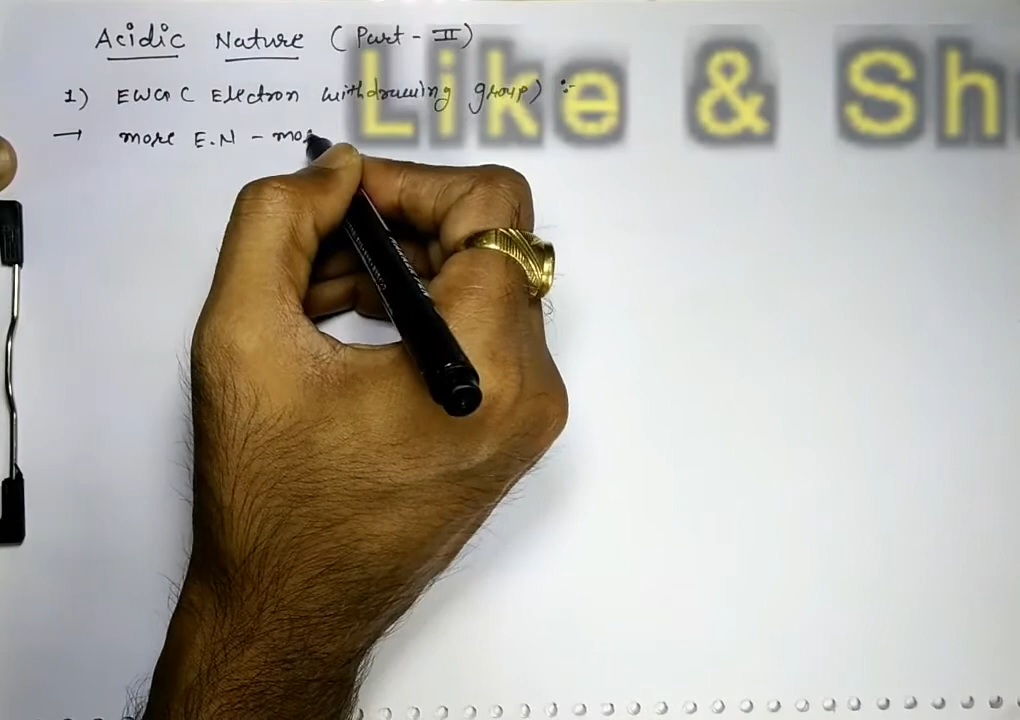 Acidic Nature (Part - II)
1) EWG ( Electron withdrawing group) :-
→ more E.N - mo
Like & Sh